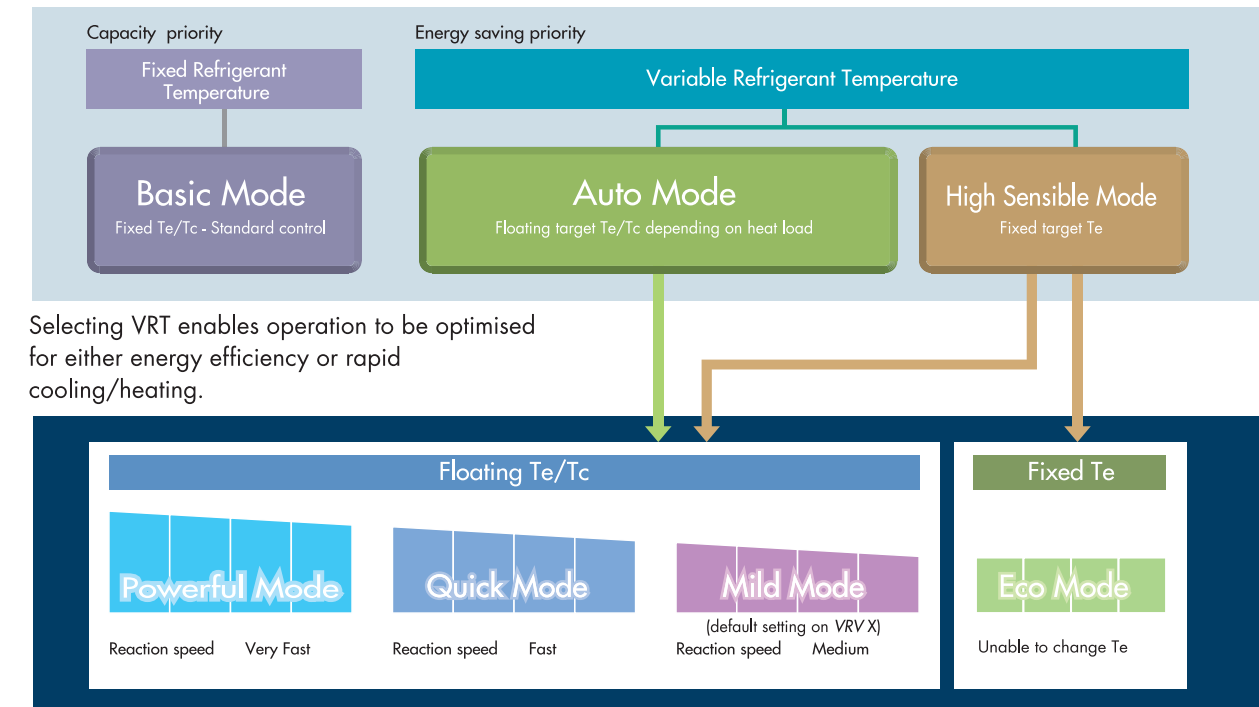 Capacity priority
Energy saving priority
Fixed Refrigerant
Temperature
Variable Refrigerant Temperature
Basic Mode
Fixed Te/Tc - Standard control
Auto Mode
Floating target Te/Tc depending on heat load
High Sensible Mode
Fixed target Te
Selecting VRT enables operation to be optimised
for either energy efficiency or rapid
cooling/heating.
Floating Te/Tc
Fixed Te
Powerful Mode
Quick Mode
Mild Mode
Eco Mode
(default setting on VRV X)
Reaction speed Very Fast
Reaction speed Fast
Reaction speed Medium
Unable to change Te